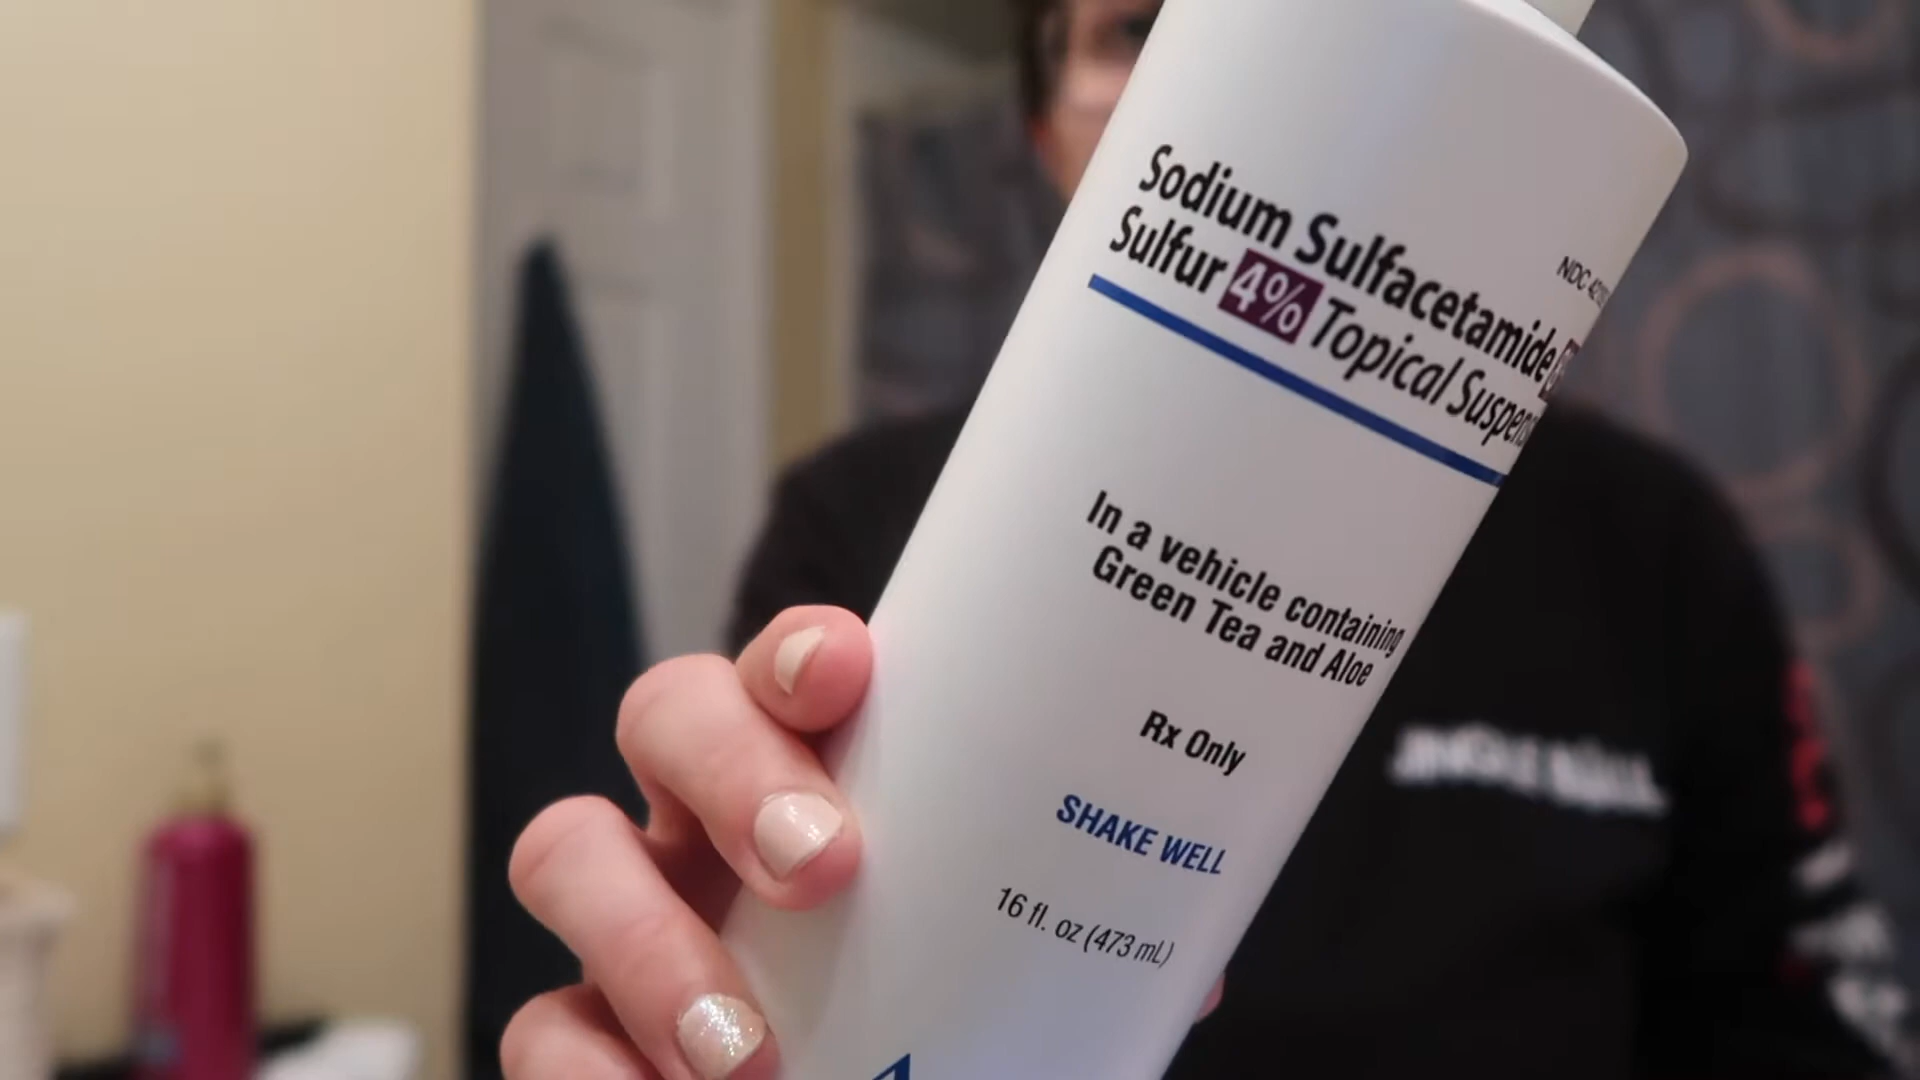 Sodium Sulfacetamide
Sulfur 4% Topical
NDC
In a vehicle containing
Green Tea and Aloe
Rx Only
SHAKE WELL
16 fl. oz (473 mL)